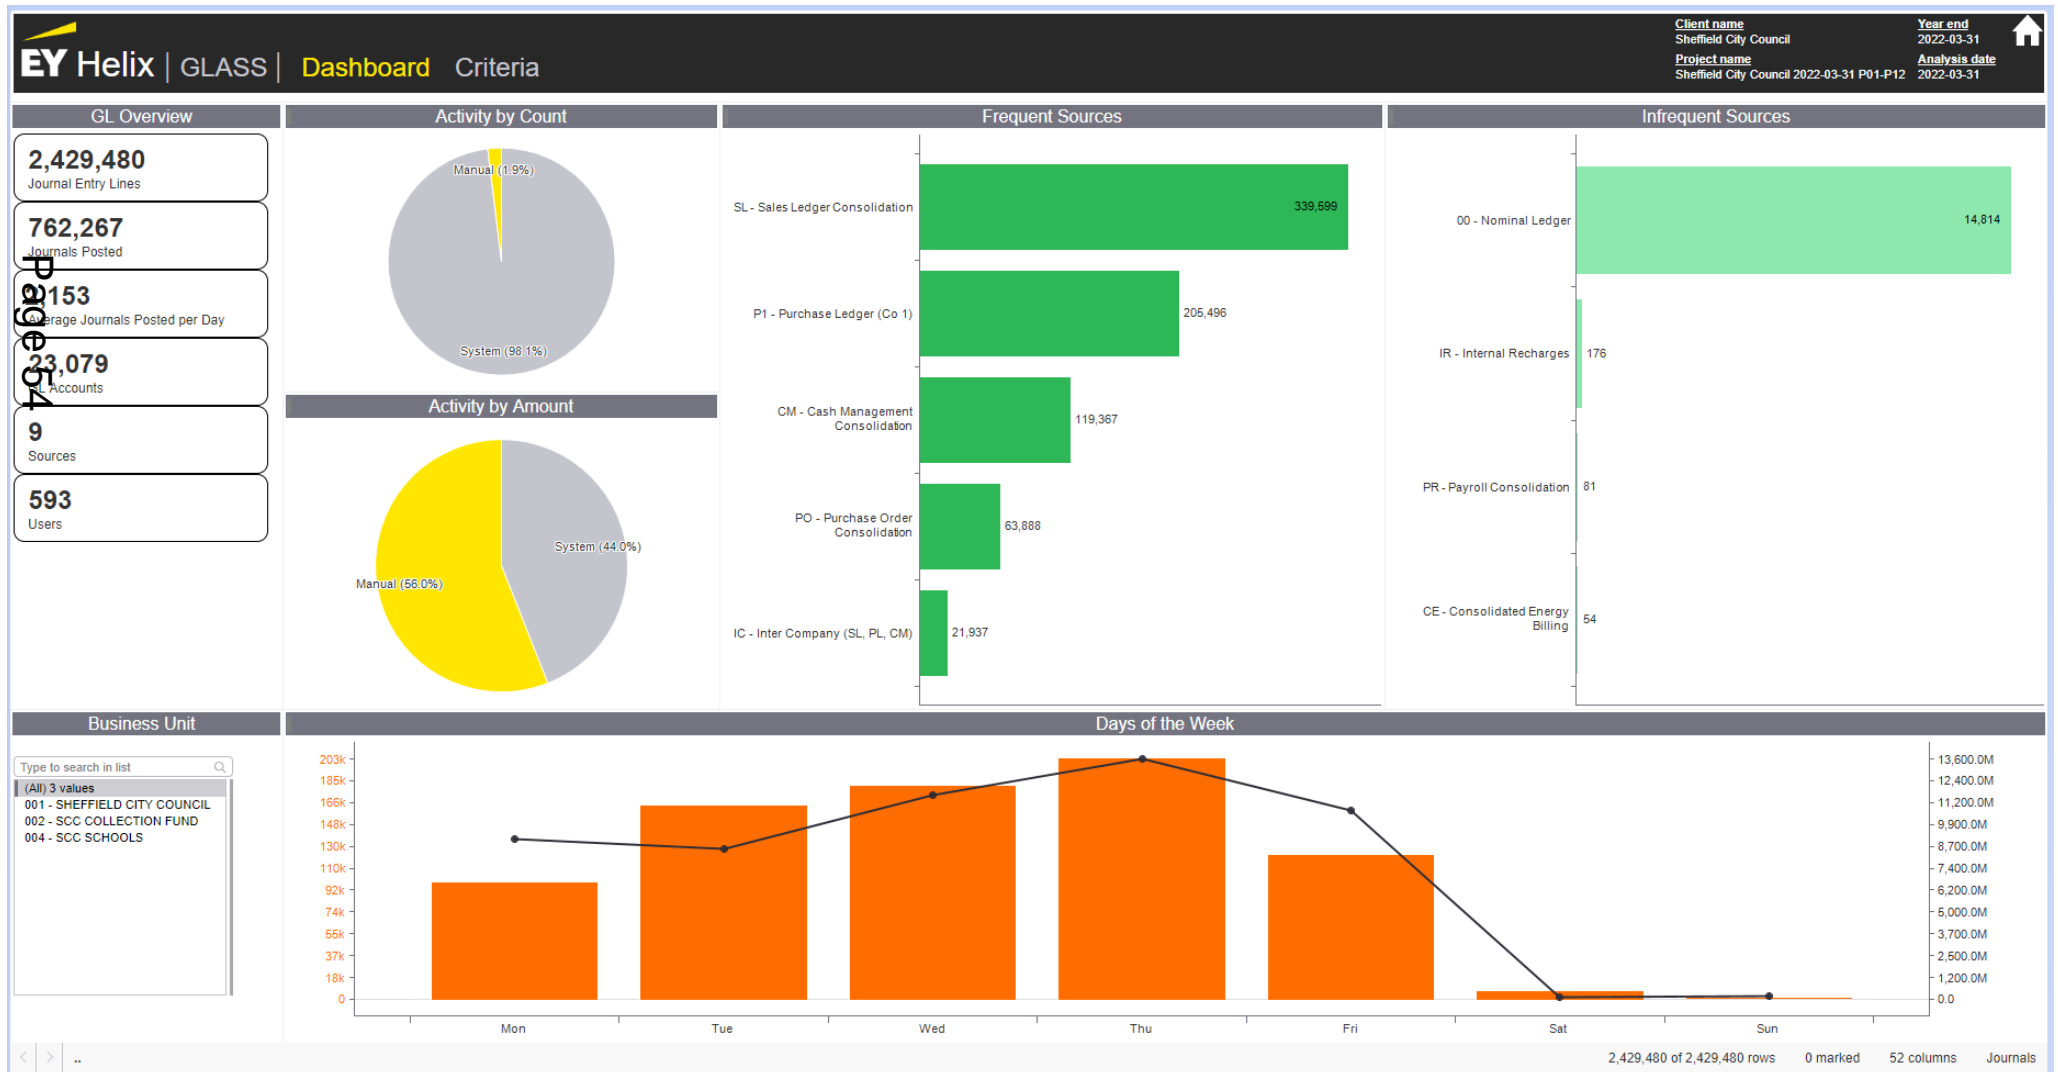 EY Helix | GLASS | Dashboard Criteria
Client name
Sheffield City Council
Project name
Sheffield City Council 2022-03-31 P01-P12
Year end
2022-03-31
Analysis date
2022-03-31
GL Overview
2,429,480
Journal Entry Lines
762,267
Journals Posted
2,153
Average Journals Posted per Day
23,079
GL Accounts
9
Sources
593
Users
Page 54
Activity by Count
Manual (1.9%)
System (98.1%)
Activity by Amount
System (44.0%)
Manual (56.0%)
Frequent Sources
SL - Sales Ledger Consolidation
339,599
P1 - Purchase Ledger (Co 1)
205,496
CM - Cash Management
Consolidation
119,367
PO - Purchase Order
Consolidation
63,888
IC - Inter Company (SL, PL, CM)
21,937
Infrequent Sources
00 - Nominal Ledger
14,814
IR - Internal Recharges
176
PR - Payroll Consolidation
81
CE - Consolidated Energy
Billing
54
Business Unit
Type to search in list
(All) 3 values
001 - SHEFFIELD CITY COUNCIL
002 - SCC COLLECTION FUND
004 - SCC SCHOOLS
Days of the Week
203k
185k
166k
148k
130k
110k
92k
74k
55k
37k
18k
0
13,600.0M
12,400.0M
11,200.0M
9,900.0M
8,700.0M
7,400.0M
6,200.0M
5,000.0M
3,700.0M
2,500.0M
1,200.0M
0.0
Mon Tue Wed Thu Fri Sat Sun
..
2,429,480 of 2,429,480 rows 0 marked 52 columns Journals